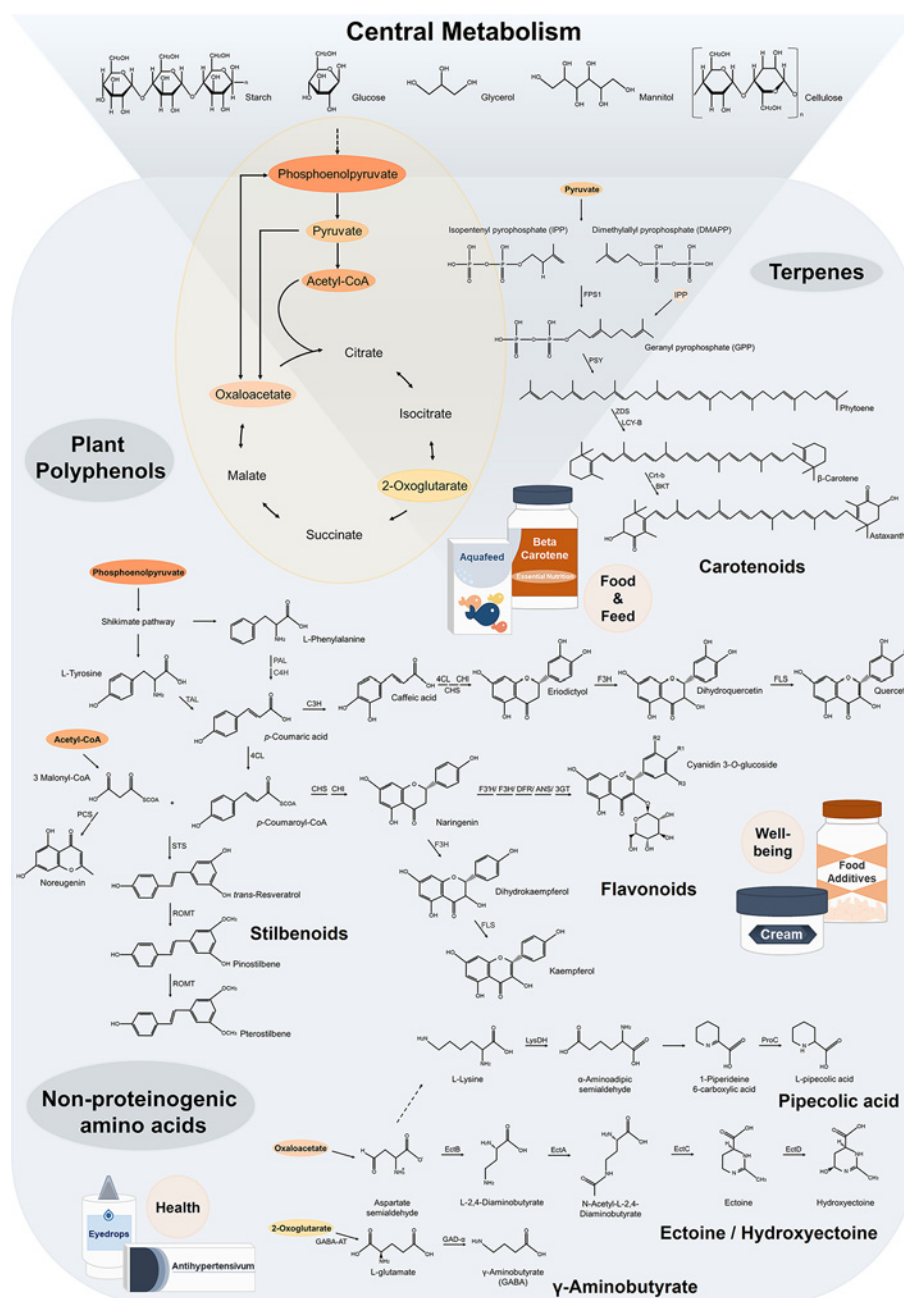 Central Metabolism
Starch
Glucose
Glycerol
Mannitol
Cellulose
Phosphoenolpyruvate
Pyruvate
Acetyl-CoA
Citrate
Oxaloacetate
Isocitrate
Malate
2-Oxoglutarate
Succinate
Pyruvate
Isopentenyl pyrophosphate (IPP)
Dimethylallyl pyrophosphate (DMAPP)
Terpenes
FPS1
IPP
Geranyl pyrophosphate (GPP)
PSY
Phytoene
ZDS
LCY-B
β-Carotene
Crt-b
BKT
Astaxanth
Carotenoids
Aquafeed
Beta
Carotene
Essential Nutrition
Food
&
Feed
Plant
Polyphenols
Phosphoenolpyruvate
Shikimate pathway
L-Phenylalanine
L-Tyrosine
PAL
C4H
TAL
p-Coumaric acid
C3H
Caffeic acid
4CL CHI
CHS
Eriodictyol
F3H
Dihydroquercetin
FLS
Querce
Acetyl-CoA
3 Malonyl-CoA
4CL
PCS
p-Coumaroyl-CoA
CHS CHI
Naringenin
F3'H/ F3H/ DFR/ ANS/ 3GT
Cyanidin 3-O-glucoside
Noreugenin
STS
trans-Resveratrol
F3H
Dihydrokaempferol
Flavonoids
ROMT
Stilbenoids
Pinostilbene
FLS
Kaempferol
ROMT
Pterostilbene
Well-
being
Food
Additives
Cream
L-Lysine
LysDH
α-Aminoadipic
semialdehyde
1-Piperideine
6-carboxylic acid
ProC
L-pipecolic acid
Pipecolic acid
Non-proteinogenic
amino acids
Oxaloacetate
Aspartate
semialdehyde
EctB
L-2,4-Diaminobutyrate
EctA
N-Acetyl-L-2,4-
Diaminobutyrate
EctC
Ectoine
EctD
Hydroxyectoine
Ectoine / Hydroxyectoine
Health
Eyedrops
Antihypertensivum
2-Oxoglutarate
GABA-AT
L-glutamate
GAD-α
γ-Aminobutyrate
(GABA)
γ-Aminobutyrate